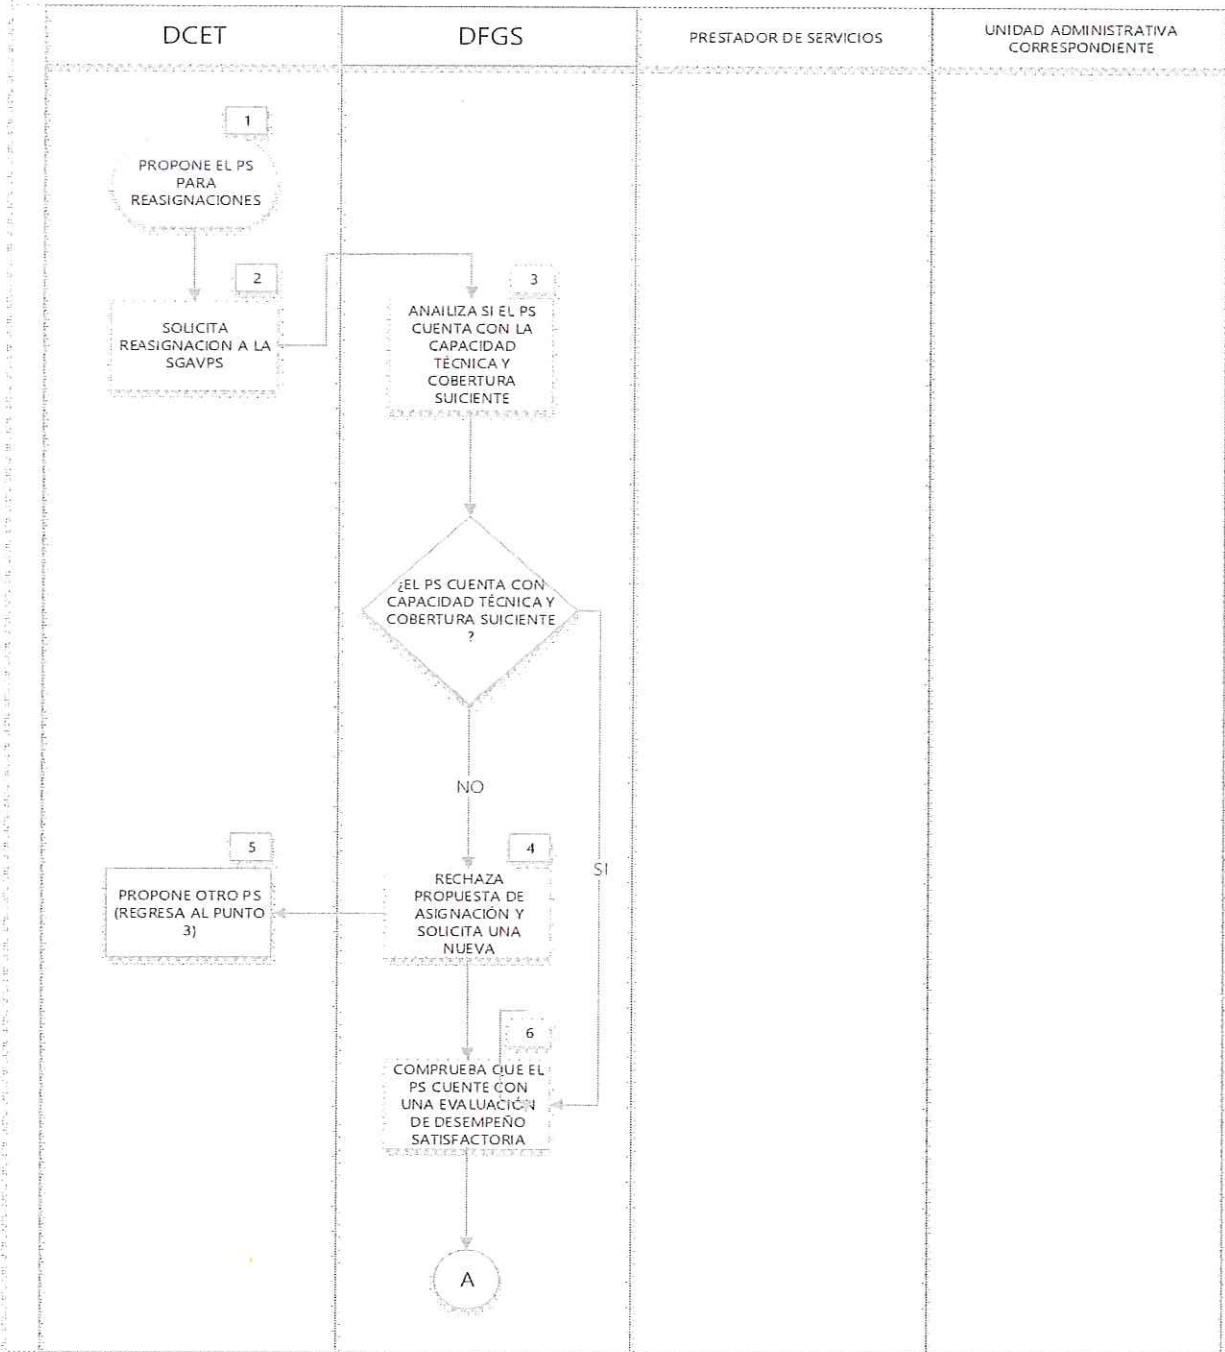 DCET
DFGS
PRESTADOR DE SERVICIOS
UNIDAD ADMINISTRATIVA
CORRESPONDIENTE
1
PROPONE EL PS
PARA
REASIGNACIONES
2
SOLICITA
REASIGNACION A LA
SGAVPS
3
ANAILIZA SI EL PS
CUENTA CON LA
CAPACIDAD
TÉCNICA Y
COBERTURA
SUICIENTE
¿EL PS CUENTA CON
CAPACIDAD TÉCNICA Y
COBERTURA SUICIENTE
?
NO
SI
4
RECHAZA
PROPUESTA DE
ASIGNACIÓN Y
SOLICITA UNA
NUEVA
5
PROPONE OTRO PS
(REGRESA AL PUNTO
3)
6
COMPRUEBA QUE EL
PS CUENTE CON
UNA EVALUACIÓN
DE DESEMPEÑO
SATISFACTORIA
A